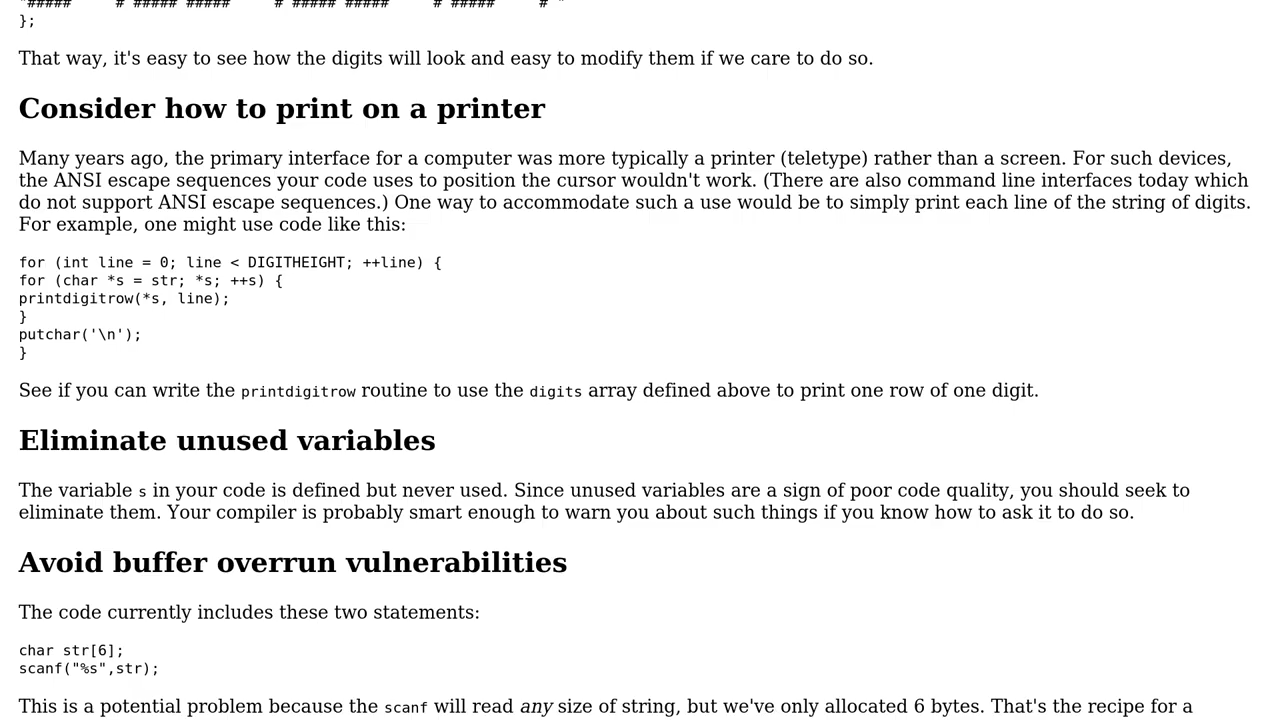 "#####     # ##### #####     # ##### #####     # #####     # "
};
That way, it's easy to see how the digits will look and easy to modify them if we care to do so.
Consider how to print on a printer
Many years ago, the primary interface for a computer was more typically a printer (teletype) rather than a screen. For such devices,
the ANSI escape sequences your code uses to position the cursor wouldn't work. (There are also command line interfaces today which
do not support ANSI escape sequences.) One way to accommodate such a use would be to simply print each line of the string of digits.
For example, one might use code like this:
for (int line = 0; line < DIGITHEIGHT; ++line) {
for (char *s = str; *s; ++s) {
printdigitrow(*s, line);
}
putchar('\n');
}
See if you can write the printdigitrow routine to use the digits array defined above to print one row of one digit.
Eliminate unused variables
The variable s in your code is defined but never used. Since unused variables are a sign of poor code quality, you should seek to
eliminate them. Your compiler is probably smart enough to warn you about such things if you know how to ask it to do so.
Avoid buffer overrun vulnerabilities
The code currently includes these two statements:
char str[6];
scanf("%s",str);
This is a potential problem because the scanf will read any size of string, but we've only allocated 6 bytes. That's the recipe for a